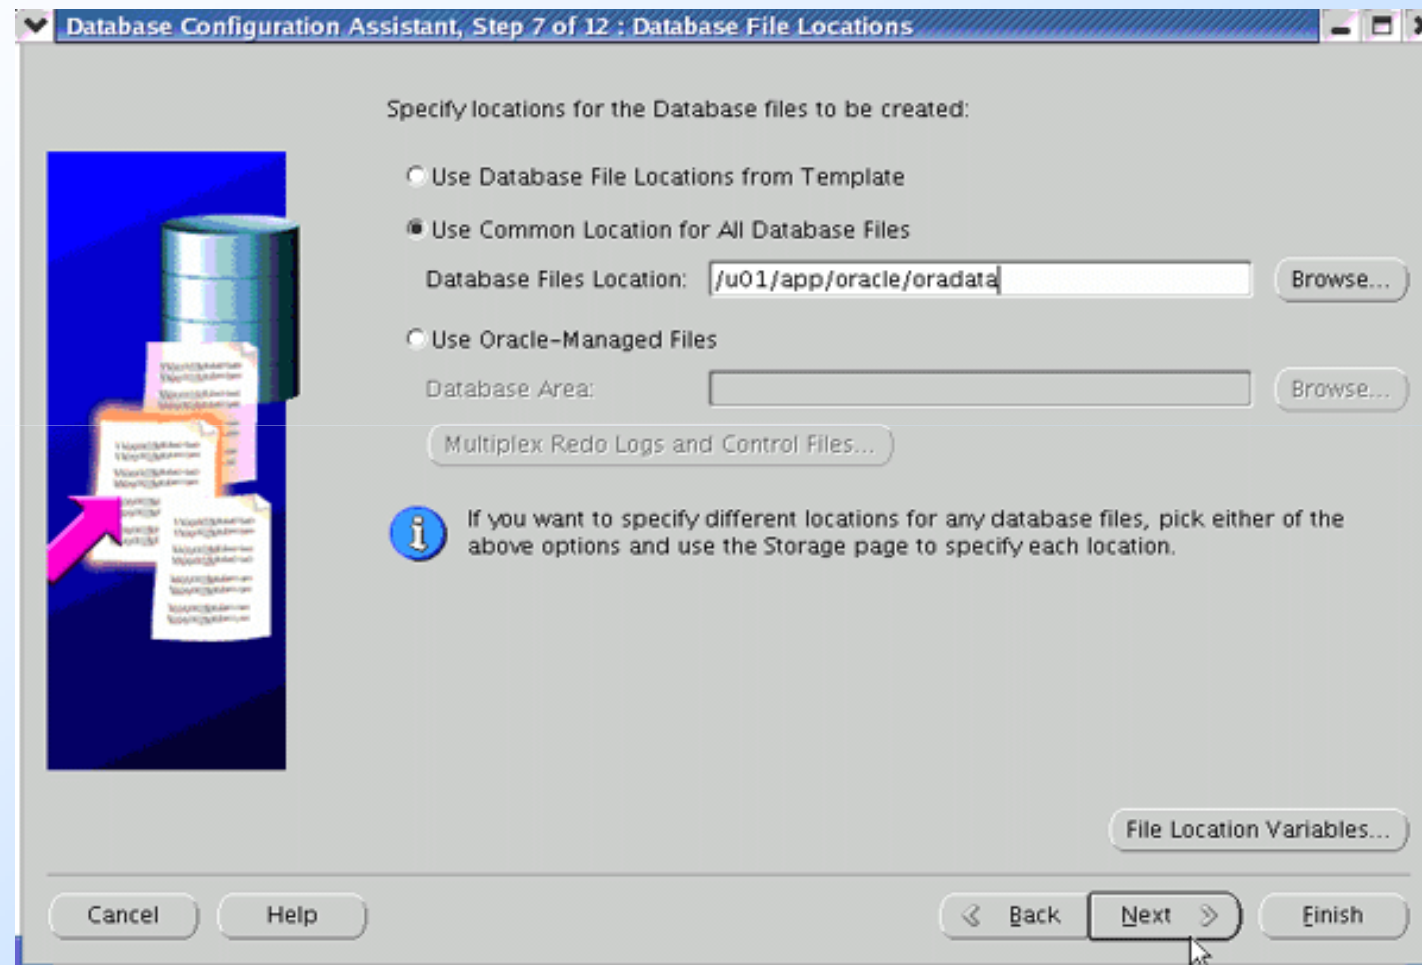 Database Configuration Assistant, Step 7 of 12 : Database File Locations
Specify locations for the Database files to be created:
Use Database File Locations from Template
Use Common Location for All Database Files
Database Files Location: /u01/app/oracle/oradata Browse...
Use Oracle-Managed Files
Database Area: Browse...
Multiplex Redo Logs and Control Files...
If you want to specify different locations for any database files, pick either of the
above options and use the Storage page to specify each location.
File Location Variables...
Cancel Help Back Next Finish